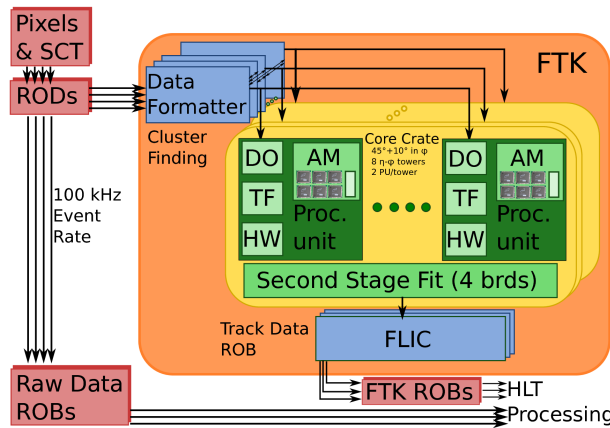 Pixels
& SCT
RODs
FTK
Data
Formatter
Cluster
Finding
Core Crate
45°+10° in φ
8 η-φ towers
2 PU/tower
DO
AM
TF
Proc.
unit
HW
DO
AM
TF
Proc.
unit
HW
100 kHz
Event
Rate
Second Stage Fit (4 brds)
Track Data
ROB
FLIC
Raw Data
ROBs
FTK ROBs
HLT
Processing